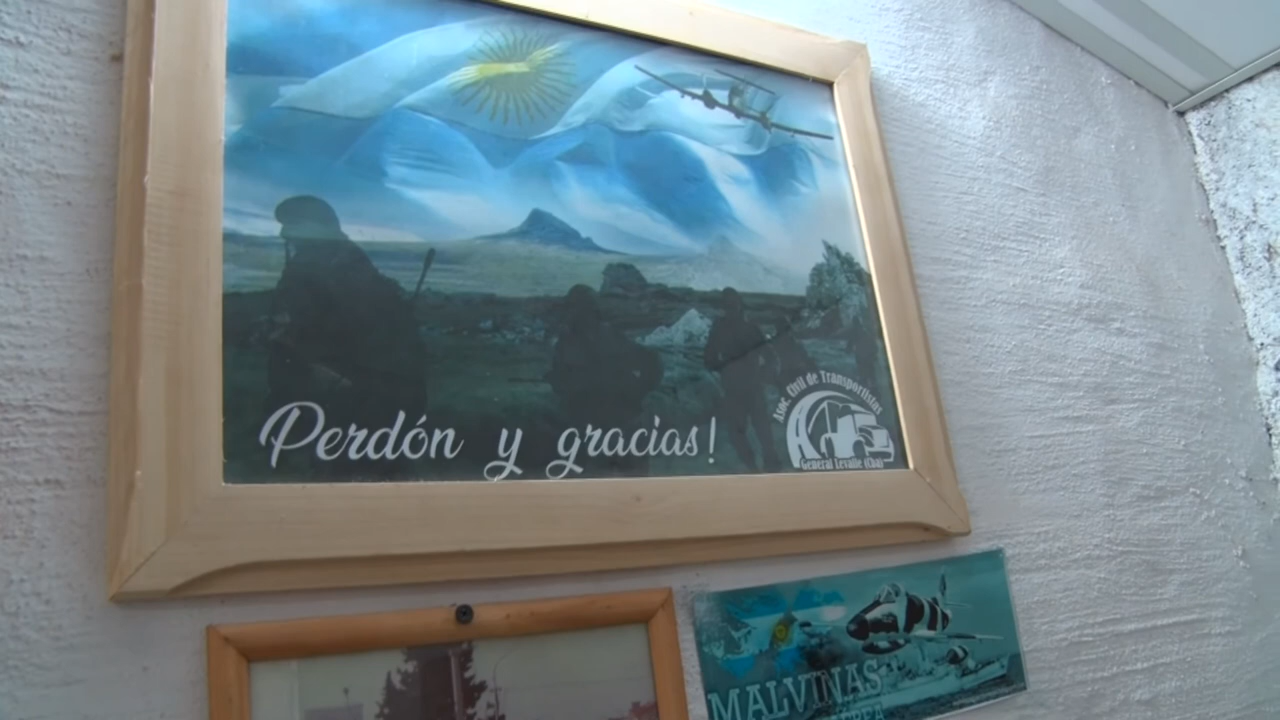 Perdón y gracias!
Asoc. Civil de Transportistas
General Levalle (Cba)
MALVINAS